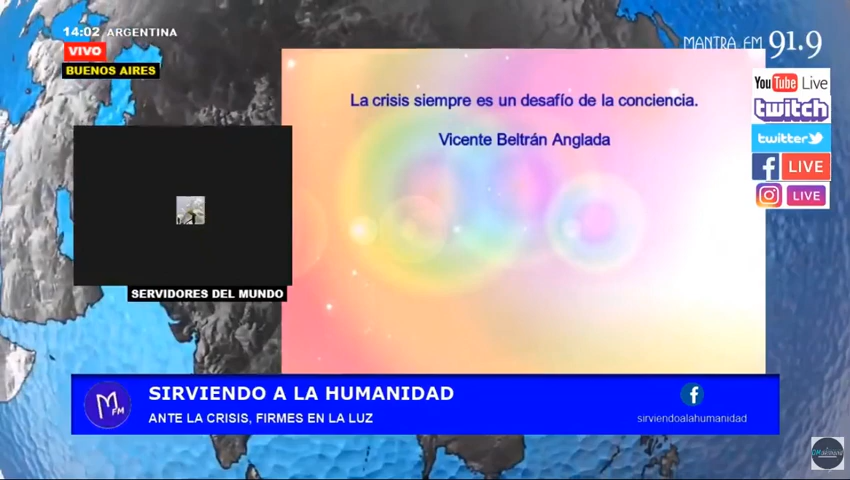 14:02 ARGENTINA
VIVO
BUENOS AIRES
MANTRA FM 91.9
La crisis siempre es un desafío de la conciencia.
Vicente Beltrán Anglada
YouTube Live
twitch
twitter
f LIVE
LIVE
SERVIDORES DEL MUNDO
M FM
SIRVIENDO A LA HUMANIDAD
ANTE LA CRISIS, FIRMES EN LA LUZ
f
sirviendoalahumanidad